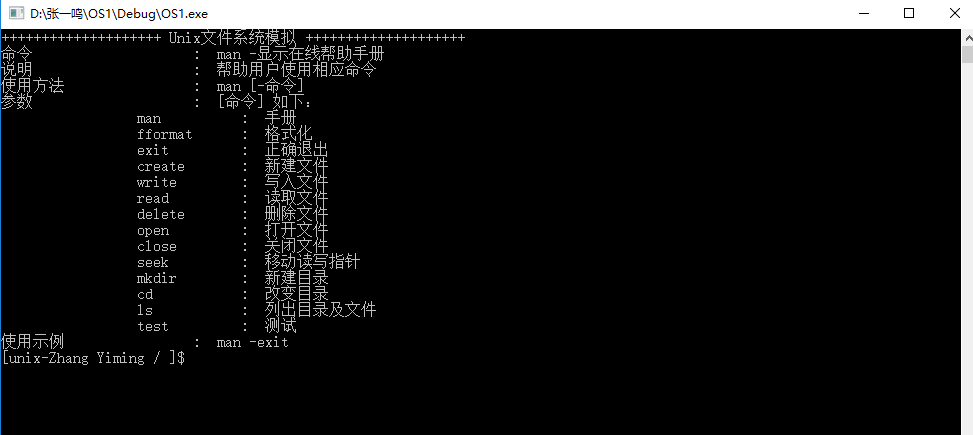 D:\张一鸣\OS1\Debug\OS1.exe
++++++++++++++++++++ Unix文件系统模拟 ++++++++++++++++++++
命令 : man -显示在线帮助手册
说明 : 帮助用户使用相应命令
使用方法 : man [-命令]
参数 : [命令] 如下:
man : 手册
fformat : 格式化
exit : 正确退出
create : 新建文件
write : 写入文件
read : 读取文件
delete : 删除文件
open : 打开文件
close : 关闭文件
seek : 移动读写指针
mkdir : 新建目录
cd : 改变目录
ls : 列出目录及文件
test : 测试
使用示例 : man -exit
[unix-Zhang Yiming / ]$